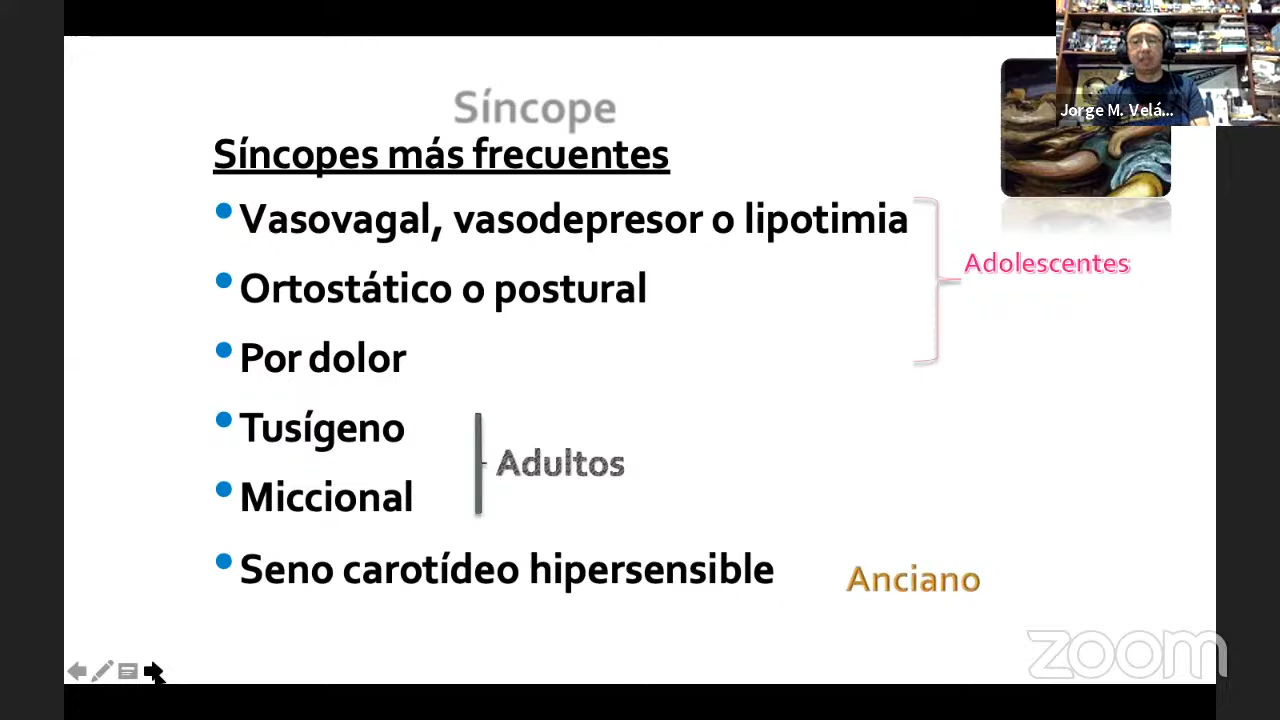 Síncope
Síncopes más frecuentes
Vasovagal, vasodepresor o lipotimia
Ortostático o postural
Por dolor
Adolescentes
Tusígeno
Miccional
Adultos
Seno carotídeo hipersensible
Anciano
Jorge M. Velá...
zoom